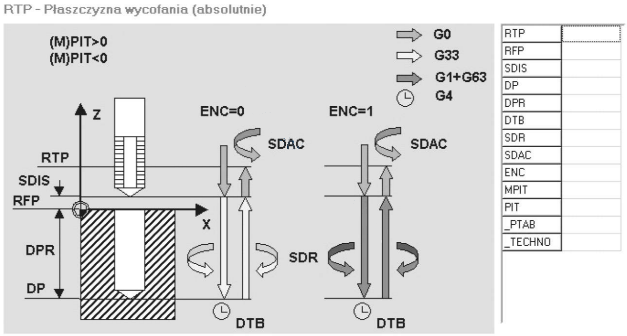 RTP - Płaszczyzna wycofania (absolutnie)
(M)PIT>0
(M)PIT<0
G0
G33
G1+G63
G4
Z
ENC=0
ENC=1
SDAC
SDAC
RTP
SDIS
RFP
X
DPR
SDR
DP
DTB
DTB
RTP
RFP
SDIS
DP
DPR
DTB
SDR
SDAC
ENC
MPIT
PIT
_PTAB
_TECHNO